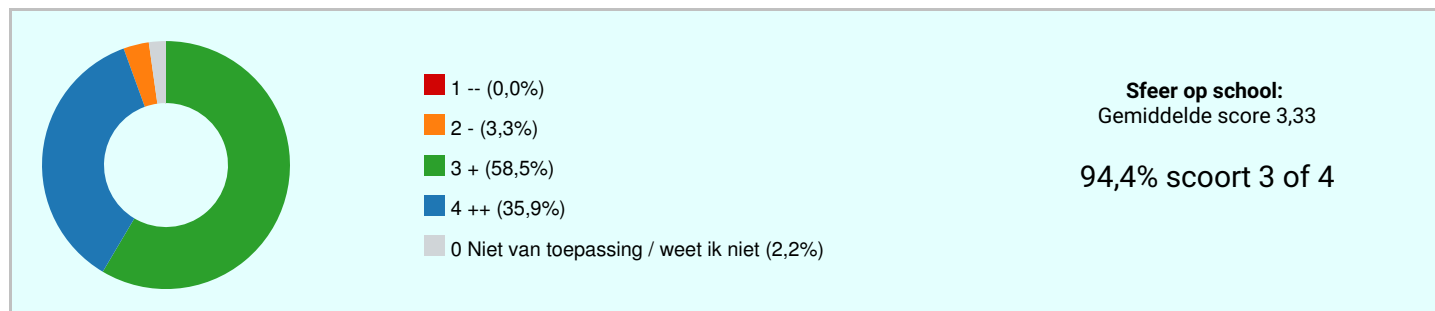 1 -- (0,0%)
2 - (3,3%)
3 + (58,5%)
4 ++ (35,9%)
0 Niet van toepassing / weet ik niet (2,2%)
Sfeer op school:
Gemiddelde score 3,33
94,4% scoort 3 of 4